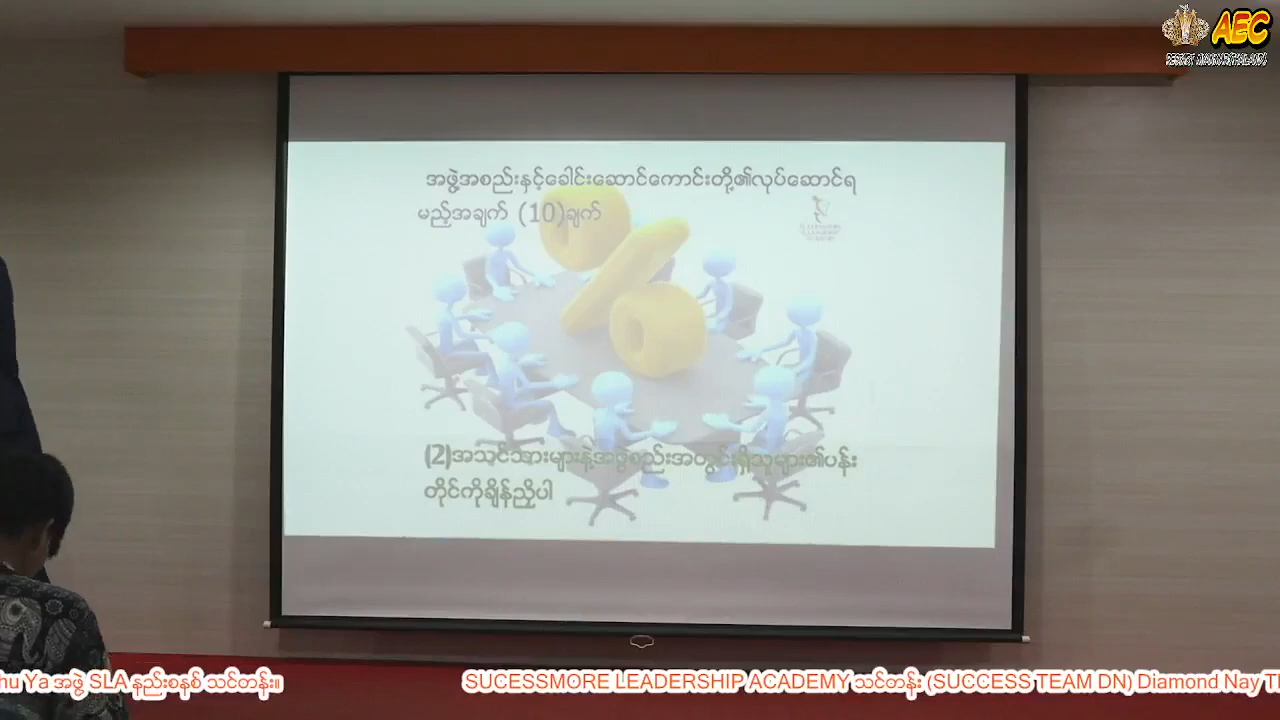 AEC
အဖွဲ့အစည်းနှင့်ခေါင်းဆောင်ကောင်းတို့၏လုပ်ဆောင်ရ
မည့်အချက် (10)ချက်
(2)အသင်းသားများနှင့်အဖွဲ့စည်းအတွင်းရှိသူများ၏ပန်း
တိုင်ကိုချိန်ညှိပါ
hu Ya အဖွဲ့ SLA နည်းစနစ် သင်တန်း။ SUCESSMORE LEADERSHIP ACADEMY သင်တန်း (SUCCESS TEAM DN) Diamond Nay T